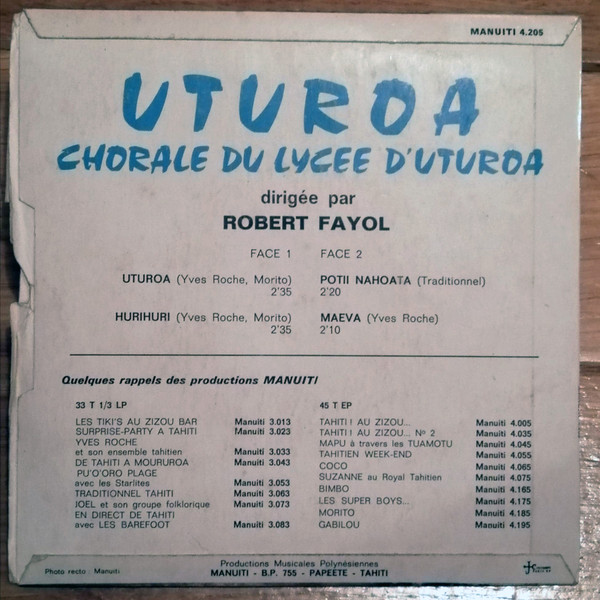 MANUITI 4.205
UTUROA
CHORALE DU LYCEE D'UTUROA
dirigée par
ROBERT FAYOL
FACE 1 FACE 2
UTUROA (Yves Roche, Morito) POTII NAHOATA (Traditionnel)
2'35 2'20
HURIHURI (Yves Roche, Morito) MAEVA (Yves Roche)
2'35 2'10
Quelques rappels des productions MANUITI
33 T 1/3 LP 45 T EP
LES TIKI'S AU ZIZOU BAR Manuiti 3.013
SURPRISE-PARTY A TAHITI Manuiti 3.023
YVES ROCHE
et son ensemble tahitien Manuiti 3.033
DE TAHITI A MOURUROA Manuiti 3.043
PU'O'ORO PLAGE
avec les Starlites Manuiti 3.053
TRADITIONNEL TAHITI Manuiti 3.063
JOEL et son groupe folklorique Manuiti 3.073
EN DIRECT DE TAHITI
avec LES BAREFOOT Manuiti 3.083
TAHITI ! AU ZIZOU... Manuiti 4.005
TAHITI ! AU ZIZOU... Nº 2 Manuiti 4.035
MAPU à travers les TUAMOTU Manuiti 4.045
TAHITIEN WEEK-END Manuiti 4.055
COCO Manuiti 4.065
SUZANNE au Royal Tahitien Manuiti 4.075
BIMBO Manuiti 4.165
LES SUPER BOYS... Manuiti 4.175
MORITO Manuiti 4.185
GABILOU Manuiti 4.195
Photo recto : Manuiti
Productions Musicales Polynésiennes
MANUITI - B.P. 755 - PAPEETE - TAHITI